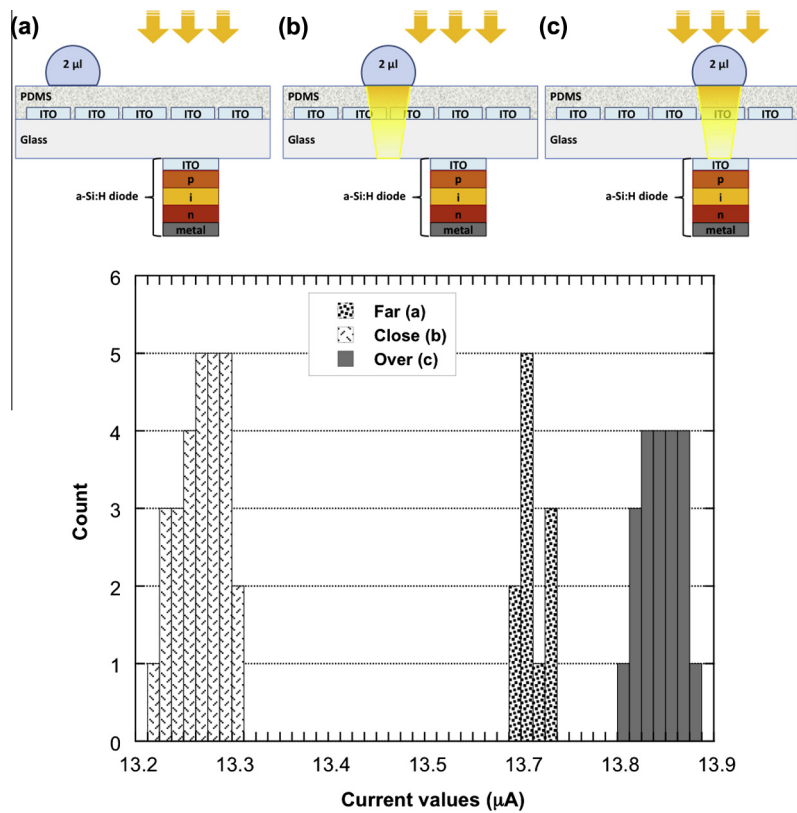 (a)
2 µl
PDMS
ITO ITO ITO ITO ITO
Glass
ITO
a-Si:H diode
p
i
n
metal
(b)
2 µl
PDMS
ITO ITO ITO ITO ITO
Glass
ITO
a-Si:H diode
p
i
n
metal
(c)
2 µl
PDMS
ITO ITO ITO ITO ITO
Glass
ITO
a-Si:H diode
p
i
n
metal
Far (a)
Close (b)
Over (c)
Count
6
5
4
3
2
1
0
13.2 13.3 13.4 13.5 13.7 13.8 13.9
Current values (µA)